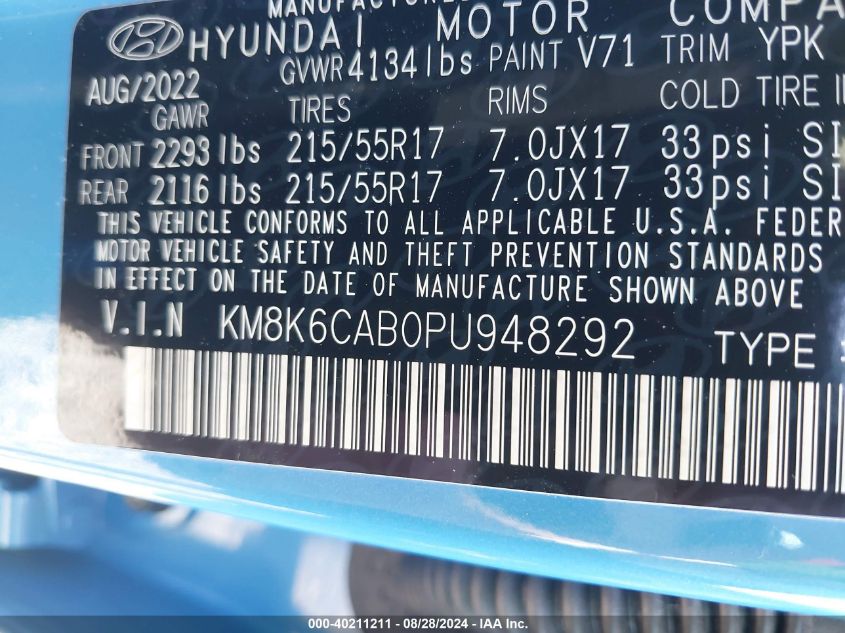 MANUFACTURED
HYUNDAI MOTOR COMPA
AUG/2022 GVWR 4134 lbs PAINT V71 TRIM YPK
GAWR TIRES RIMS COLD TIRE
FRONT 2293 lbs 215/55R17 7.0JX17 33psi
REAR 2116 lbs 215/55R17 7.0JX17 33psi
THIS VEHICLE CONFORMS TO ALL APPLICABLE U.S.A. FEDER
MOTOR VEHICLE SAFETY AND THEFT PREVENTION STANDARDS
IN EFFECT ON THE DATE OF MANUFACTURE SHOWN ABOVE
V.I.N KM8K6CAB0PU948292 TYPE
000-40211211 - 08/28/2024 - IAAI Inc.